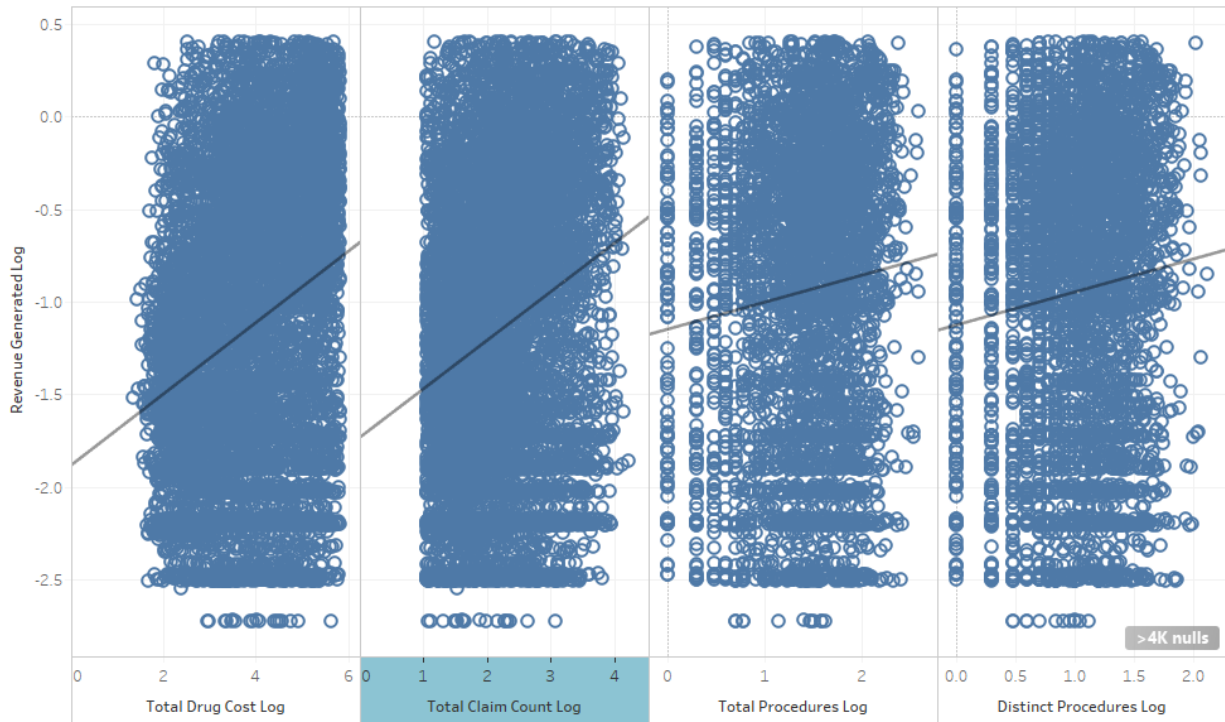 0.5
0.0
-0.5
-1.0
-1.5
-2.0
-2.5
Revenue Generated Log
>4K nulls
0 2 4 6 0 1 2 3 4 0 1 2 0.0 0.5 1.0 1.5 2.0
Total Drug Cost Log Total Claim Count Log Total Procedures Log Distinct Procedures Log